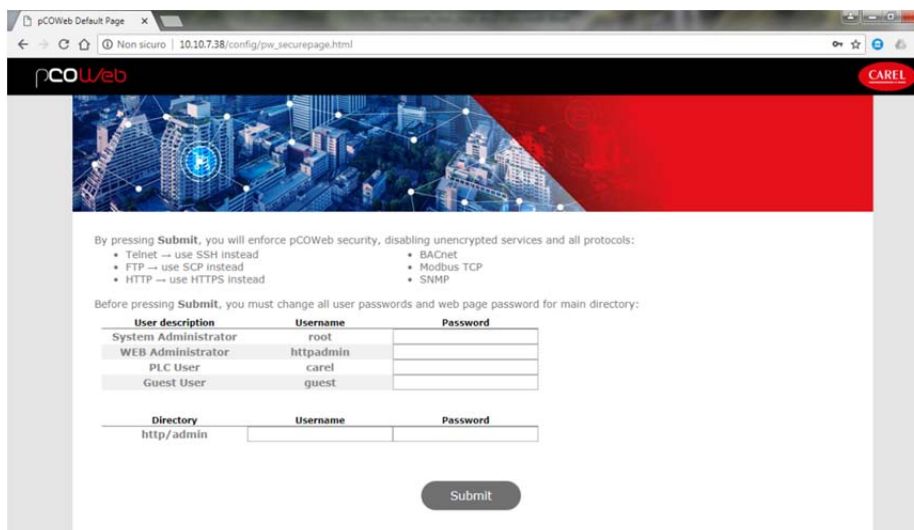 pCOWeb Default Page
Non sicuro | 10.10.7.38/config/pw_securepage.html
pCOWeb
CAREL
By pressing Submit, you will enforce pCOWeb security, disabling unencrypted services and all protocols:
• Telnet → use SSH instead
• BACnet
• FTP → use SCP instead
• Modbus TCP
• HTTP → use HTTPS instead
• SNMP
Before pressing Submit, you must change all user passwords and web page password for main directory:
User description Username Password
System Administrator root
WEB Administrator httpadmin
PLC User carel
Guest User guest
Directory Username Password
http/admin
Submit